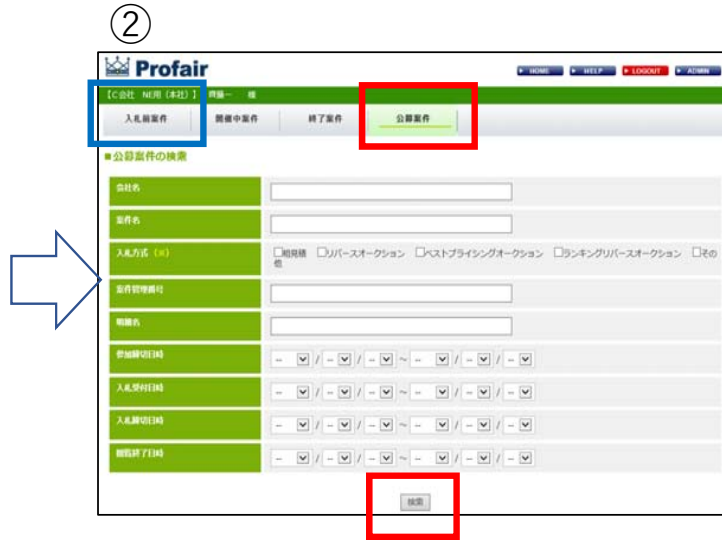 ②
Profair
HOME HELP LOGOUT ADMIN
【C会社 NE用（本社）】 齊藤一 様
入札前案件 開催中案件 終了案件 公募案件
■公募案件の検索
会社名
案件名
入札方式（※） □相見積 □リバースオークション □ベストプライシングオークション □ランキングリバースオークション □その他
案件管理番号
明細名
参加締切日時 -- / -- / -- ～ -- / -- / --
入札受付日時 -- / -- / -- ～ -- / -- / --
入札締切日時 -- / -- / -- ～ -- / -- / --
閲覧終了日時 -- / -- / -- ～ -- / -- / --
検索